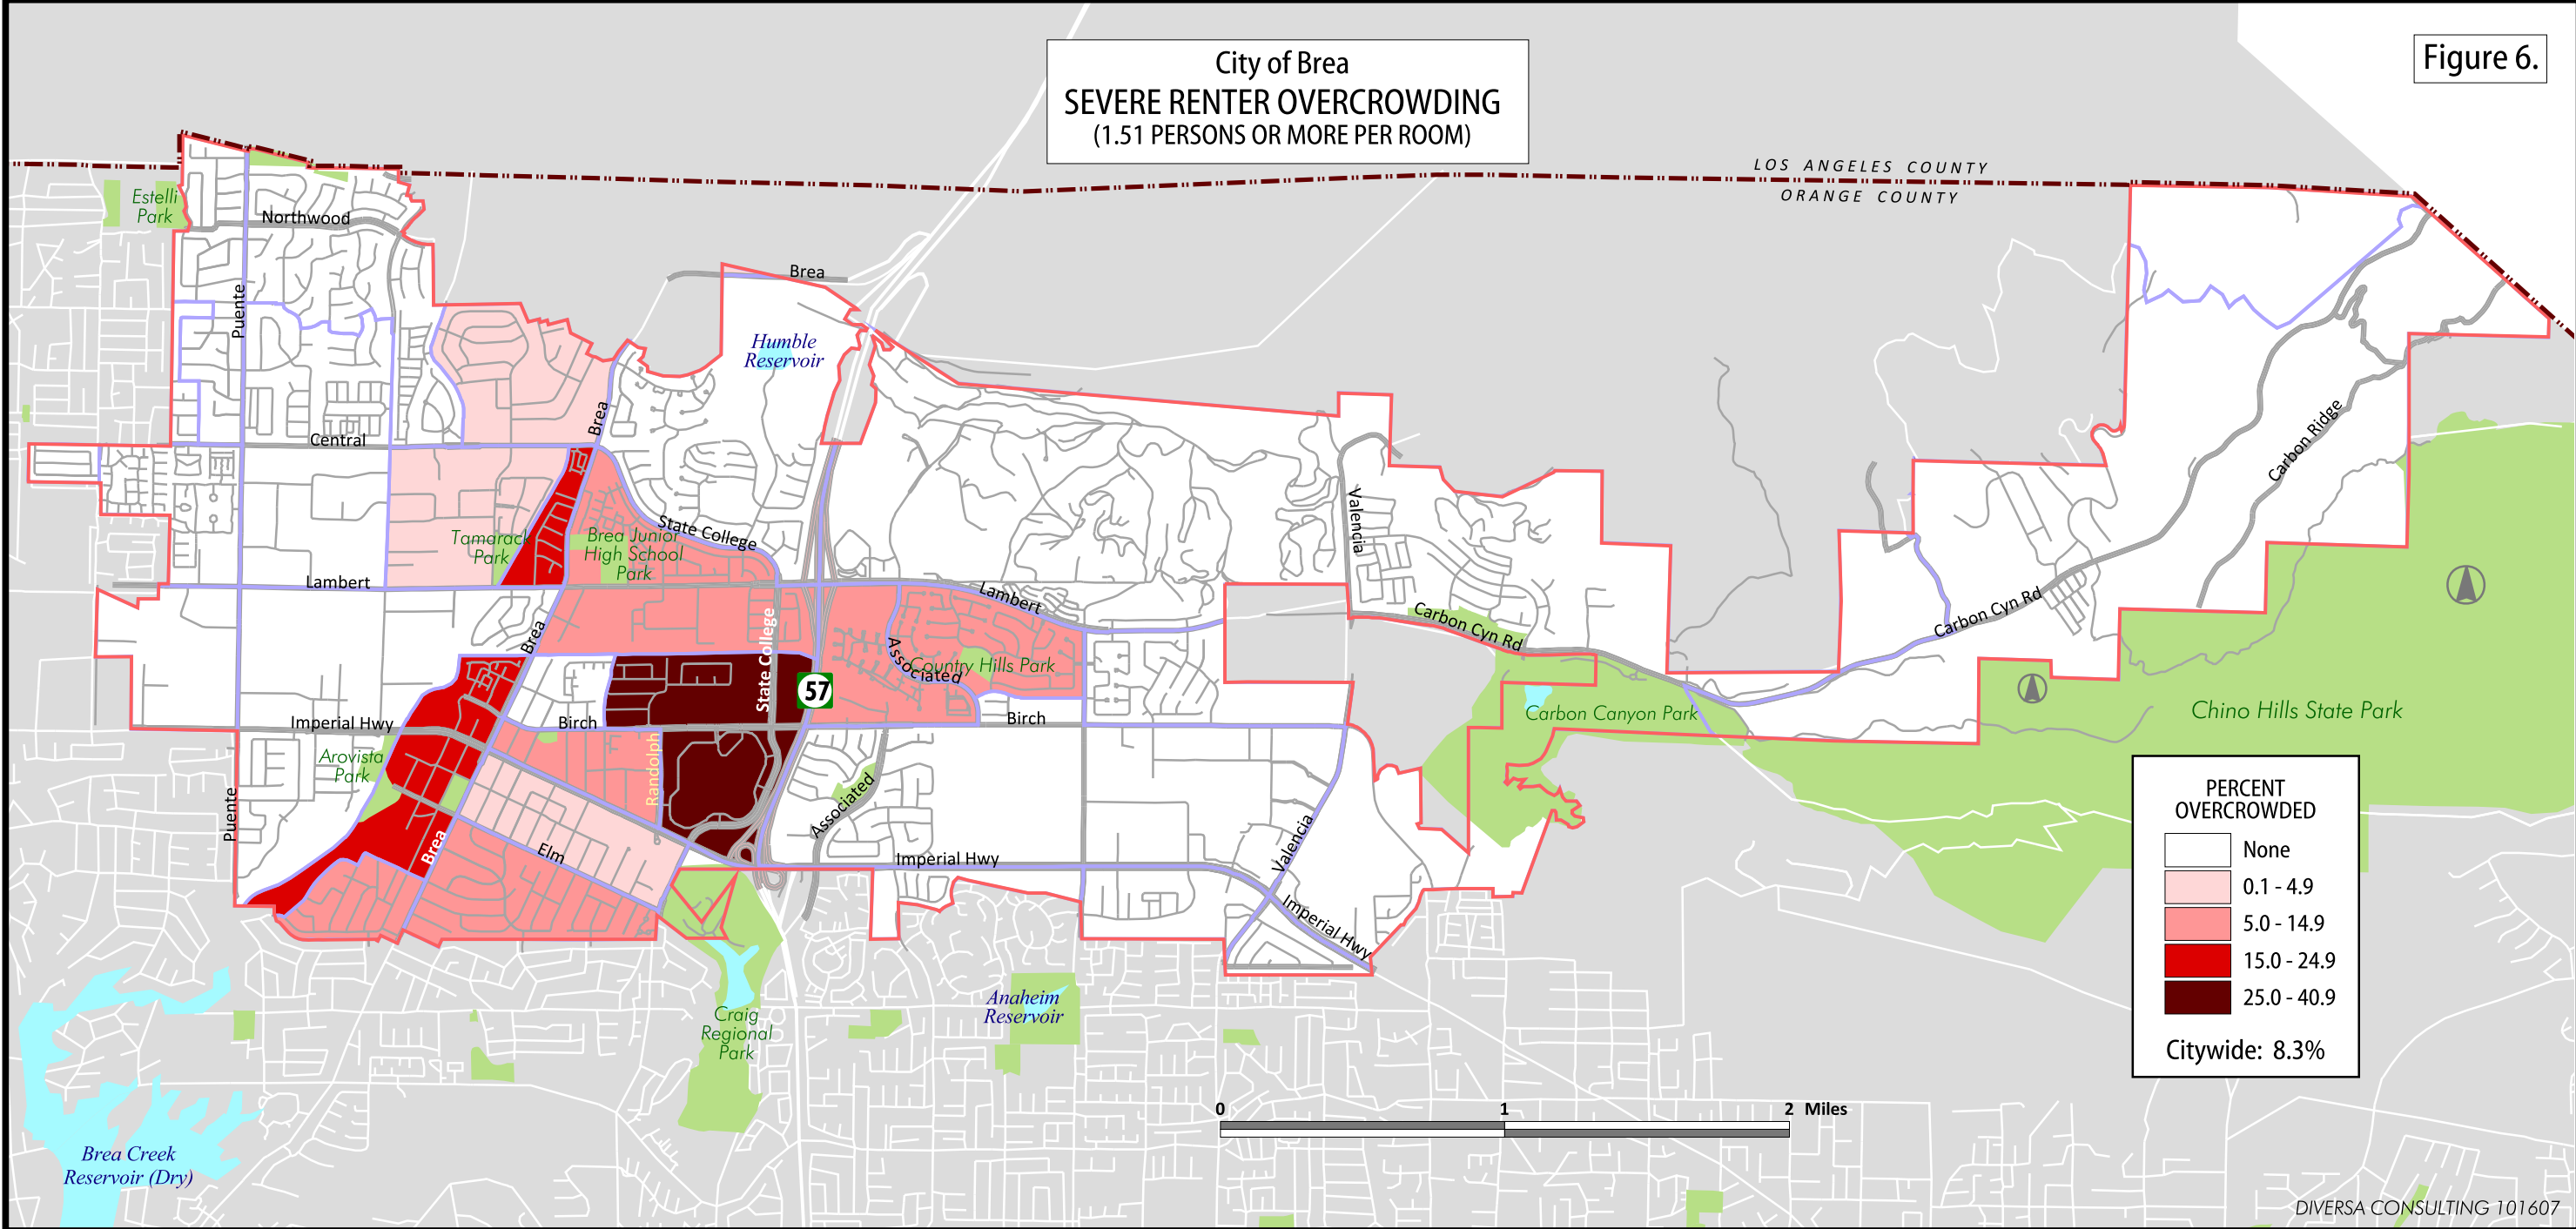 City of Brea
SEVERE RENTER OVERCROWDING
(1.51 PERSONS OR MORE PER ROOM)
Figure 6.
LOS ANGELES COUNTY
ORANGE COUNTY
Estelli
Park
Northwood
Puente
Brea
Humble
Reservoir
Brea
Central
Valencia
Carbon Ridge
Tamarack
Park
Brea Junior
High School
Park
State College
Lambert
Lambert
Carbon Cyn Rd
Carbon Cyn Rd
Brea
State College
57
Associated
Country Hills Park
Imperial Hwy
Birch
Birch
Carbon Canyon Park
Chino Hills State Park
Arovista
Park
Randolph
Puente
Brea
Elm
Associated
Imperial Hwy
Valencia
Imperial Hwy
PERCENT
OVERCROWDED
None
0.1 - 4.9
5.0 - 14.9
15.0 - 24.9
25.0 - 40.9
Citywide: 8.3%
Anaheim
Reservoir
Craig
Regional
Park
0 1 2 Miles
Brea Creek
Reservoir (Dry)
DIVERSA CONSULTING 101607